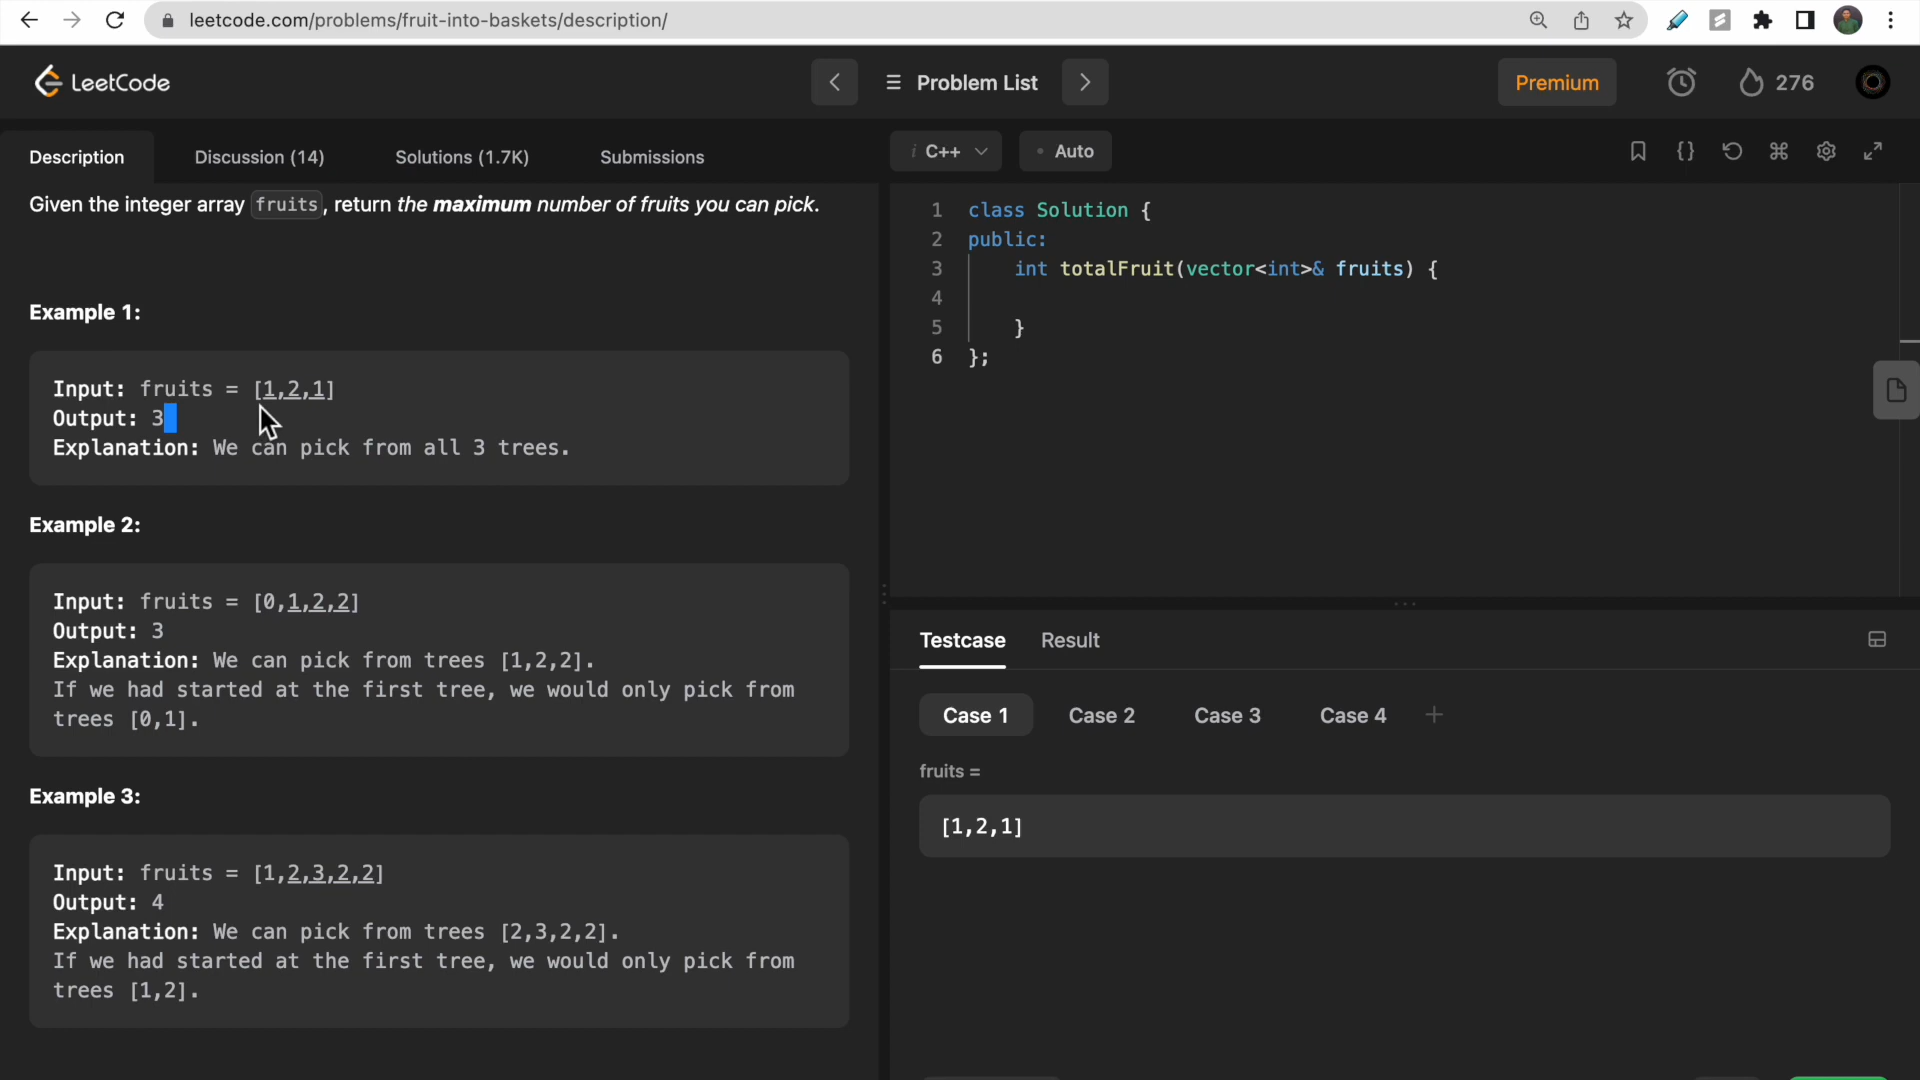 leetcode.com/problems/fruit-into-baskets/description/
LeetCode
Problem List
Premium
276
Description
Discussion (14)
Solutions (1.7K)
Submissions
i C++
Auto
{}
Given the integer array fruits, return the maximum number of fruits you can pick.
Example 1:
Input: fruits = [1,2,1]
Output: 3
Explanation: We can pick from all 3 trees.
Example 2:
Input: fruits = [0,1,2,2]
Output: 3
Explanation: We can pick from trees [1,2,2].
If we had started at the first tree, we would only pick from
trees [0,1].
Example 3:
Input: fruits = [1,2,3,2,2]
Output: 4
Explanation: We can pick from trees [2,3,2,2].
If we had started at the first tree, we would only pick from
trees [1,2].
1 class Solution {
2 public:
3 int totalFruit(vector<int>& fruits) {
4
5 }
6 };
Testcase
Result
Case 1
Case 2
Case 3
Case 4
+
fruits =
[1,2,1]